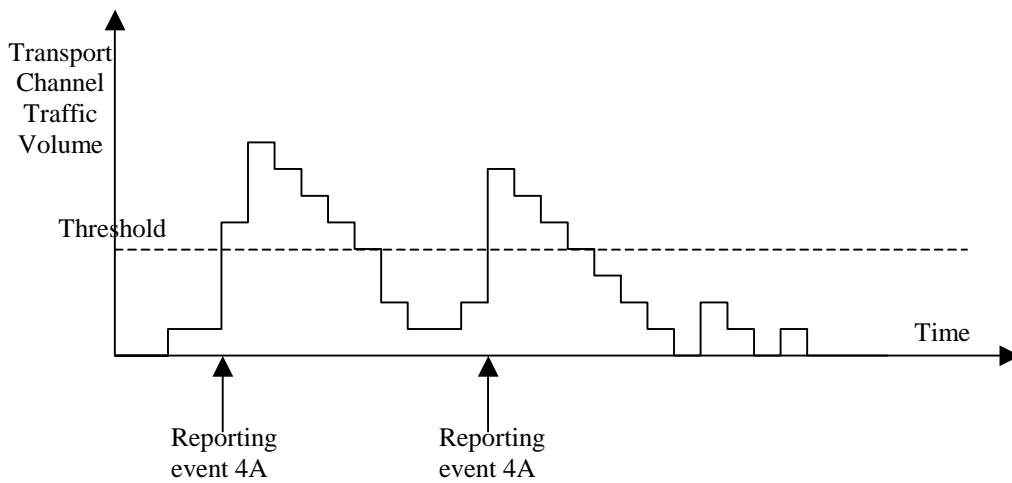 Transport
Channel
Traffic
Volume
Threshold
Time
Reporting
event 4A
Reporting
event 4A